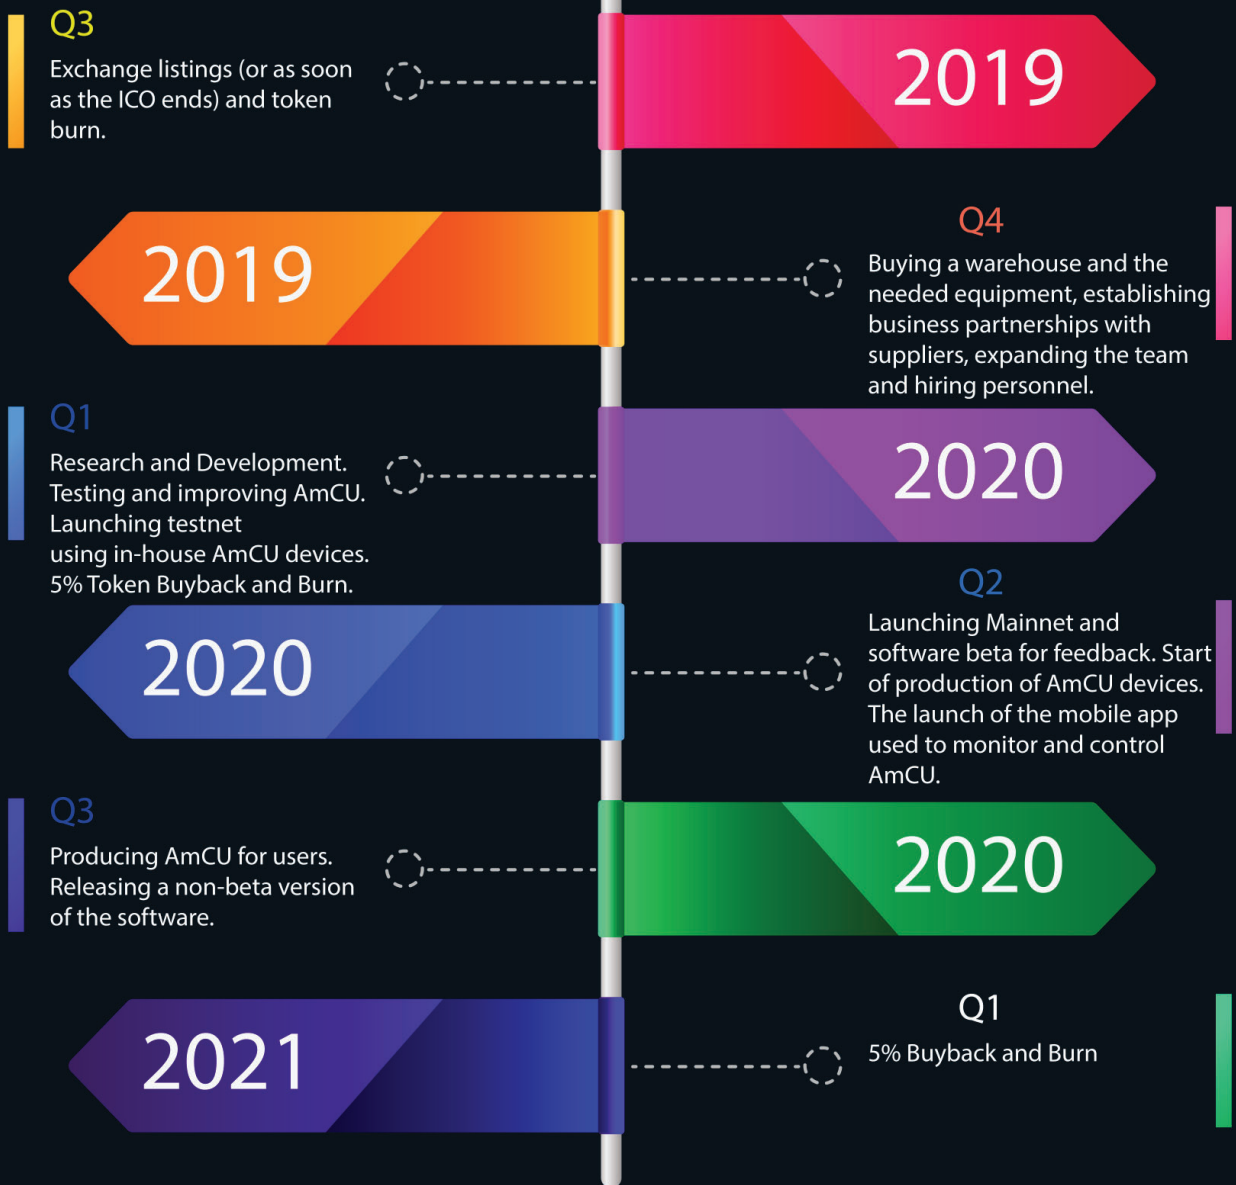 Q3
Exchange listings (or as soon
as the ICO ends) and token
burn.
2019
2019
Q4
Buying a warehouse and the
needed equipment, establishing
business partnerships with
suppliers, expanding the team
and hiring personnel.
Q1
Research and Development.
Testing and improving AmCU.
Launching testnet
using in-house AmCU devices.
5% Token Buyback and Burn.
2020
2020
Q2
Launching Mainnet and
software beta for feedback. Start
of production of AmCU devices.
The launch of the mobile app
used to monitor and control
AmCU.
Q3
Producing AmCU for users.
Releasing a non-beta version
of the software.
2020
2021
Q1
5% Buyback and Burn